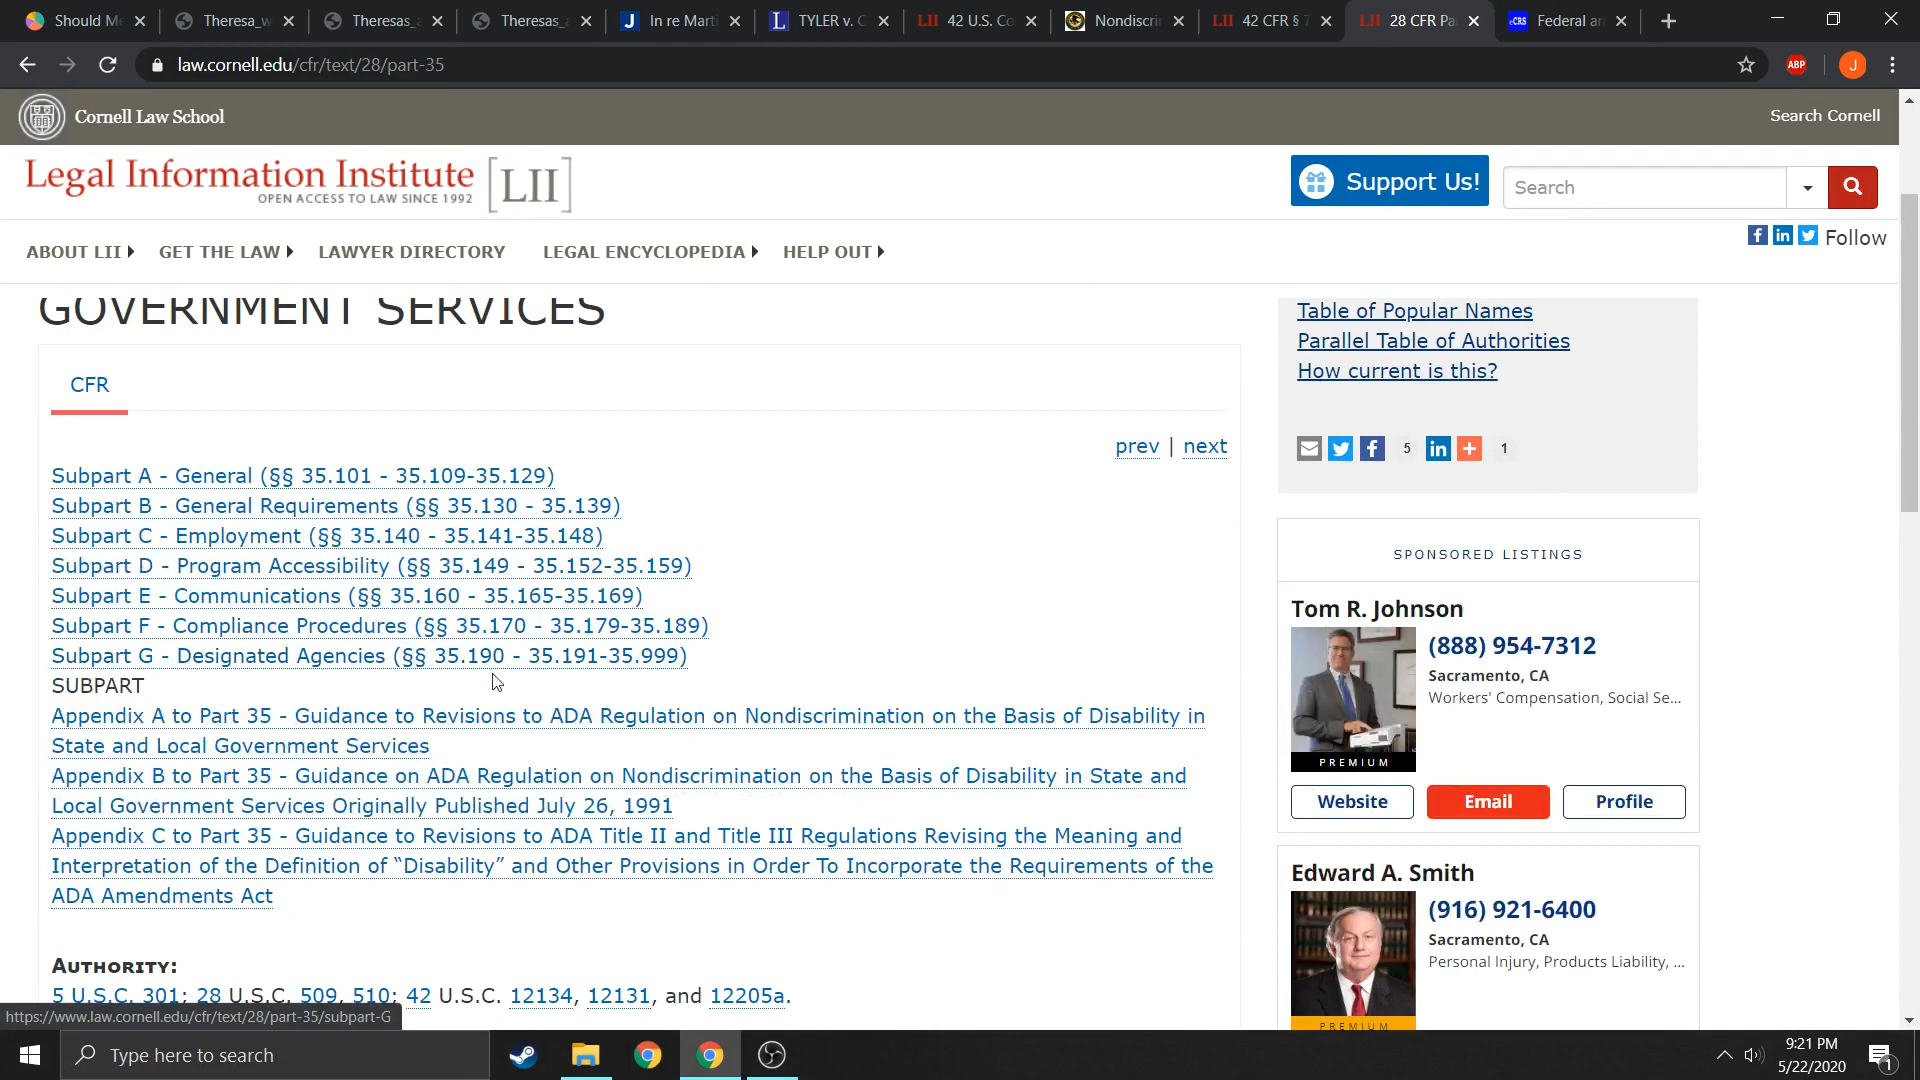 Should Me
Theresa_w
Theresas_
Theresas_
In re Marti
TYLER v. C
42 U.S. Co
Nondiscri
42 CFR § 7
28 CFR Pa
Federal an
law.cornell.edu/cfr/text/28/part-35
ABP
J
Cornell Law School
Search Cornell
Legal Information Institute [LII]
OPEN ACCESS TO LAW SINCE 1992
Support Us!
Search
ABOUT LII
GET THE LAW
LAWYER DIRECTORY
LEGAL ENCYCLOPEDIA
HELP OUT
Follow
GOVERNMENT SERVICES
CFR
prev | next
Subpart A - General (§§ 35.101 - 35.109-35.129)
Subpart B - General Requirements (§§ 35.130 - 35.139)
Subpart C - Employment (§§ 35.140 - 35.141-35.148)
Subpart D - Program Accessibility (§§ 35.149 - 35.152-35.159)
Subpart E - Communications (§§ 35.160 - 35.165-35.169)
Subpart F - Compliance Procedures (§§ 35.170 - 35.179-35.189)
Subpart G - Designated Agencies (§§ 35.190 - 35.191-35.999)
SUBPART
Appendix A to Part 35 - Guidance to Revisions to ADA Regulation on Nondiscrimination on the Basis of Disability in
State and Local Government Services
Appendix B to Part 35 - Guidance on ADA Regulation on Nondiscrimination on the Basis of Disability in State and
Local Government Services Originally Published July 26, 1991
Appendix C to Part 35 - Guidance to Revisions to ADA Title II and Title III Regulations Revising the Meaning and
Interpretation of the Definition of “Disability” and Other Provisions in Order To Incorporate the Requirements of the
ADA Amendments Act
AUTHORITY:
5 U.S.C. 301; 28 U.S.C. 509, 510; 42 U.S.C. 12134, 12131, and 12205a.
Table of Popular Names
Parallel Table of Authorities
How current is this?
5
1
SPONSORED LISTINGS
Tom R. Johnson
(888) 954-7312
Sacramento, CA
Workers' Compensation, Social Se...
PREMIUM
Website
Email
Profile
Edward A. Smith
(916) 921-6400
Sacramento, CA
Personal Injury, Products Liability, ...
PREMIUM
https://www.law.cornell.edu/cfr/text/28/part-35/subpart-G
Type here to search
9:21 PM
5/22/2020
1